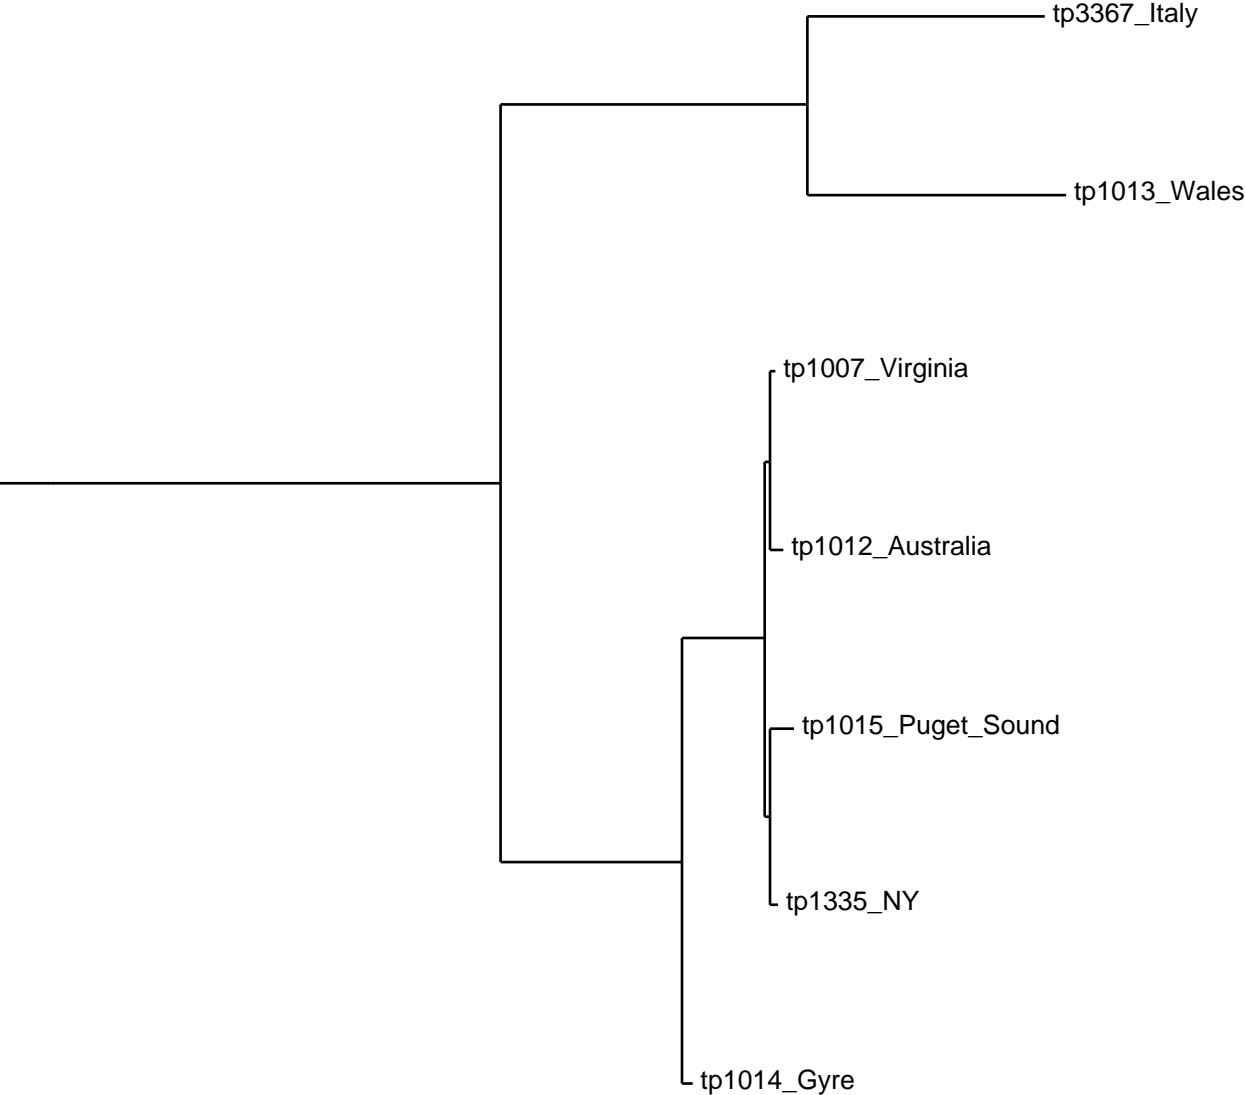 tp3367_Italy
tp1013_Wales
tp1007_Virginia
tp1012_Australia
tp1015_Puget_Sound
tp1335_NY
tp1014_Gyre